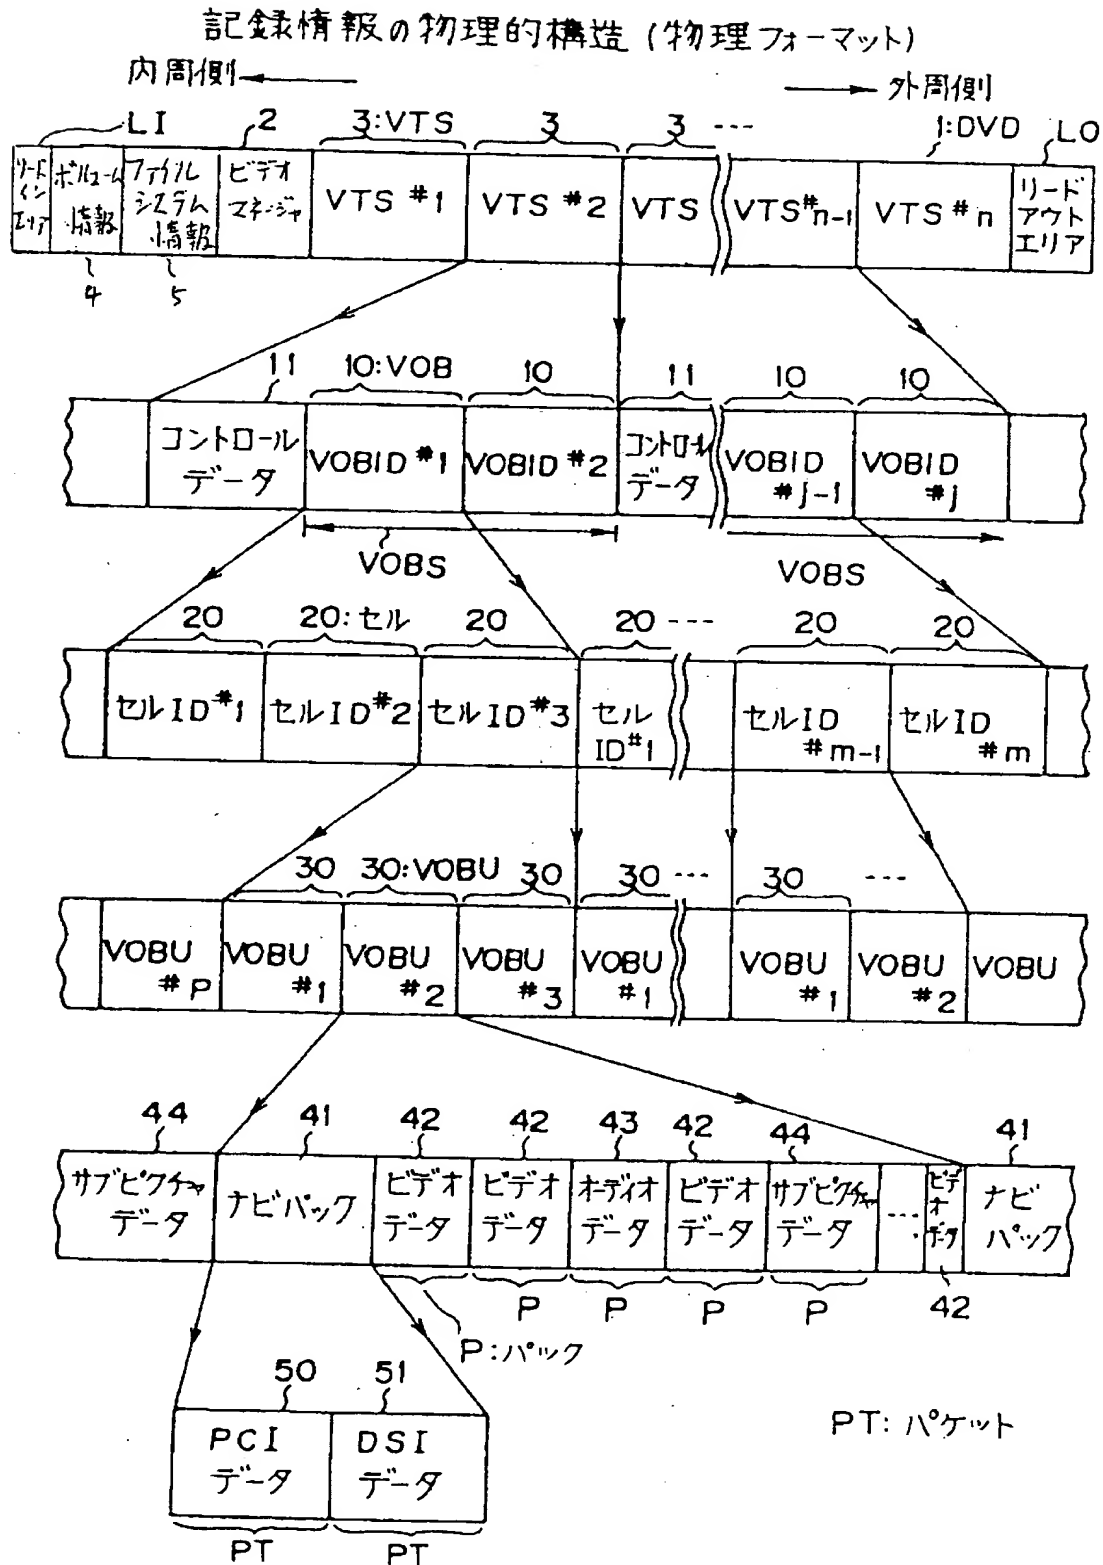 記録情報の物理的構造 (物理フォーマット)
内周側 外周側
LI 2 3:VTS 3 3 --- 1:DVD LO
リードインエリア
ボリューム情報
ファイルシステム情報
ビデオマネージャ
VTS #1
VTS #2
VTS
VTS#n-1
VTS #n
リードアウトエリア
4 5
11 10:VOB 10 11 10 10
コントロールデータ
VOBID #1
VOBID #2
コントロールデータ
VOBID #j-1
VOBID #j
VOBS VOBS
20 20:セル 20 20 --- 20 20
セルID#1
セルID#2
セルID#3
セルID#1
セルID #m-1
セルID #m
30 30:VOBU 30 30 --- 30 ---
VOBU #P
VOBU #1
VOBU #2
VOBU #3
VOBU #1
VOBU #1
VOBU #2
VOBU
44 41 42 42 43 42 44 41
サブピクチャデータ
ナビパック
ビデオデータ
ビデオデータ
オーディオデータ
ビデオデータ
サブピクチャデータ
----
ビデオデータ
ナビパック
P P P P 42
P:パック
50 51
PCIデータ
DSIデータ
PT:パケット
PT PT